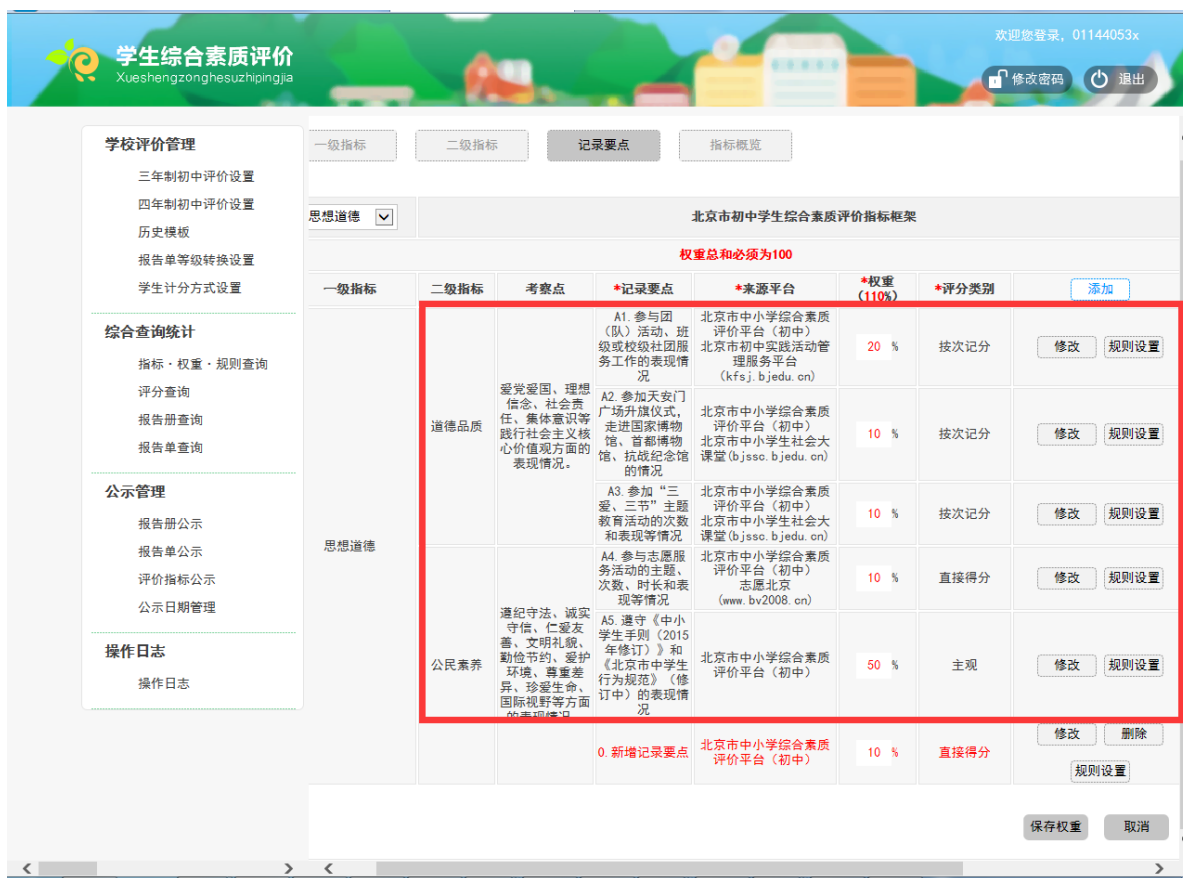 学生综合素质评价
Xueshengzonghesuzhipingjia
欢迎您登录，01144053x
修改密码
退出
学校评价管理
三年制初中评价设置
四年制初中评价设置
历史模板
报告单等级转换设置
学生计分方式设置
综合查询统计
指标·权重·规则查询
评分查询
报告册查询
报告单查询
公示管理
报告册公示
报告单公示
评价指标公示
公示日期管理
操作日志
操作日志
一级指标
二级指标
记录要点
指标概览
思想道德
北京市初中学生综合素质评价指标框架
权重总和必须为100
一级指标
二级指标
考察点
*记录要点
*来源平台
*权重
(110%)
*评分类别
添加
思想道德
道德品质
爱党爱国、理想
信念、社会责
任、集体意识等
践行社会主义核
心价值观方面的
表现情况。
A1.参与团
（队）活动、班
级或校级社团服
务工作的表现情
况
北京市中小学综合素质
评价平台（初中）
北京市初中实践活动管
理服务平台
(kfsj.bjedu.cn)
20 %
按次记分
修改
规则设置
A2.参加天安门
广场升旗仪式，
走进国家博物
馆、首都博物
馆、抗战纪念馆
的情况
北京市中小学综合素质
评价平台（初中）
北京市中小学生社会大
课堂(bjssc.bjedu.cn)
10 %
按次记分
修改
规则设置
A3.参加“三
爱、三节”主题
教育活动的次数
和表现等情况
北京市中小学综合素质
评价平台（初中）
北京市中小学生社会大
课堂(bjssc.bjedu.cn)
10 %
按次记分
修改
规则设置
公民素养
遵纪守法、诚实
守信、仁爱友
善、文明礼貌、
勤俭节约、爱护
环境、尊重差
异、珍爱生命、
国际视野等方面
的表现情况
A4.参与志愿服
务活动的主题、
次数、时长和表
现等情况
北京市中小学综合素质
评价平台（初中）
志愿北京
(www.bv2008.cn)
10 %
直接得分
修改
规则设置
A5.遵守《中小
学生手则（2015
年修订）》和
《北京市中学生
行为规范》（修
订中）的表现情
况
北京市中小学综合素质
评价平台（初中）
50 %
主观
修改
规则设置
0.新增记录要点
北京市中小学综合素质
评价平台（初中）
10 %
直接得分
修改
删除
规则设置
保存权重
取消